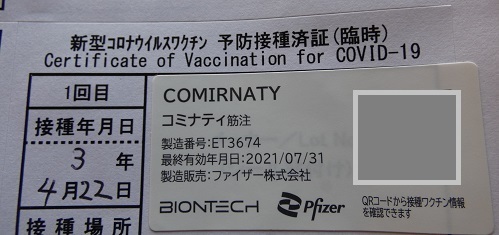 新型コロナウイルスワクチン 予防接種済証(臨時)
Certificate of Vaccination for COVID-19
1回目
接種年月日
3 年
4月22日
接種場所
COMIRNATY
コミナティ筋注
製造番号:ET3674
最終有効年月日:2021/07/31
製造販売:ファイザー株式会社
BIONTECH Pfizer
QRコードから接種ワクチン情報
を確認できます